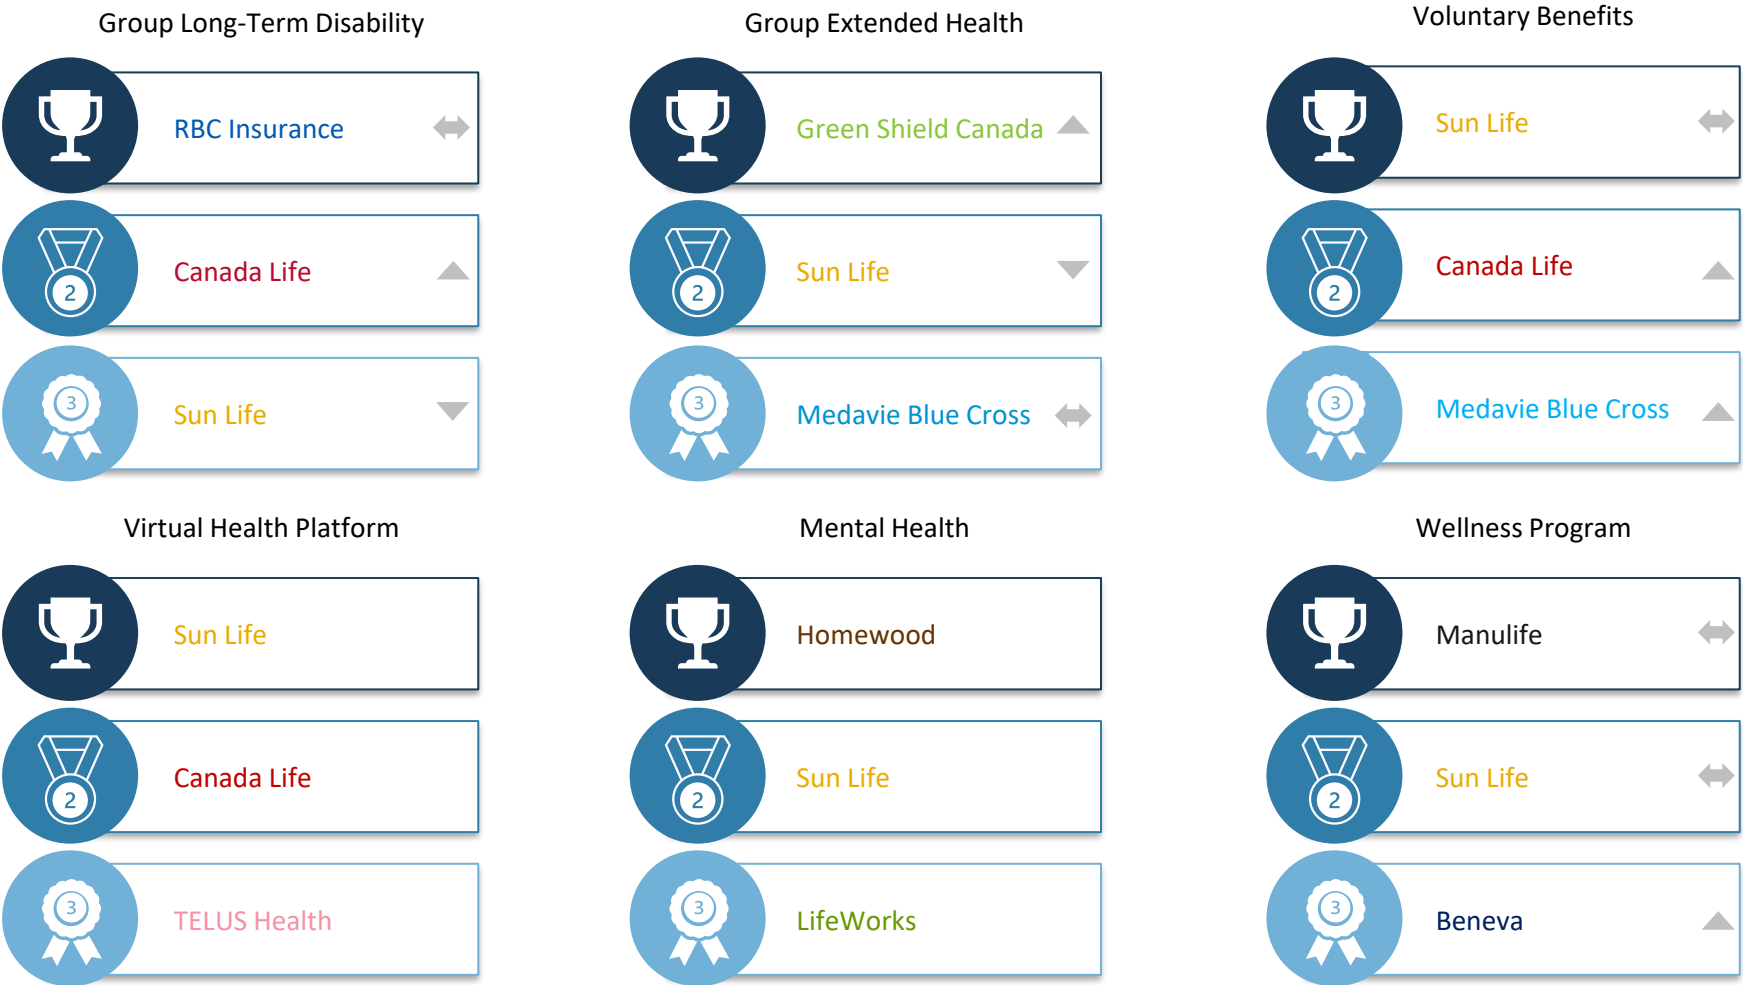 Group Long-Term Disability
RBC Insurance
2
Canada Life
3
Sun Life
Group Extended Health
Green Shield Canada
2
Sun Life
3
Medavie Blue Cross
Voluntary Benefits
Sun Life
2
Canada Life
3
Medavie Blue Cross
Virtual Health Platform
Sun Life
2
Canada Life
3
TELUS Health
Mental Health
Homewood
2
Sun Life
3
LifeWorks
Wellness Program
Manulife
2
Sun Life
3
Beneva